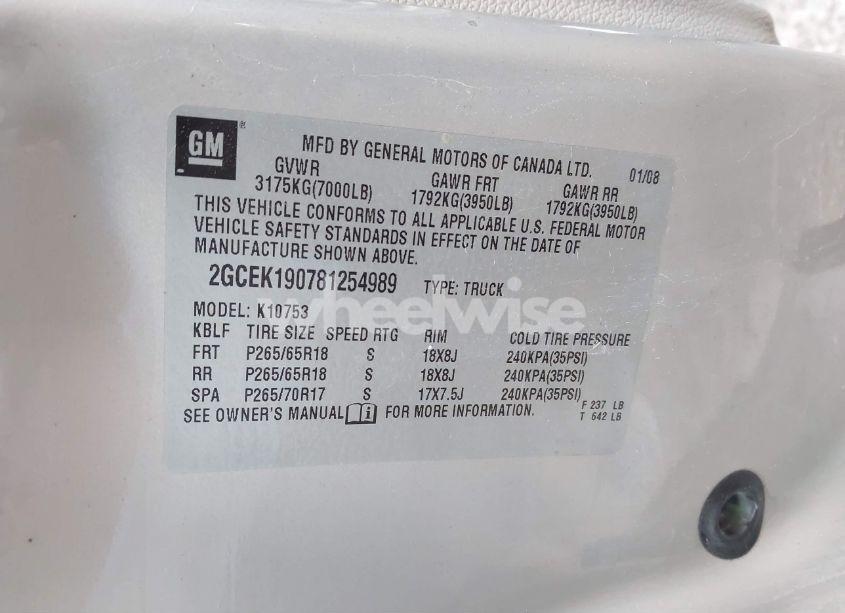 GM ®
MFD BY GENERAL MOTORS OF CANADA LTD. 01/08
GVWR GAWR FRT GAWR RR
3175KG(7000LB) 1792KG(3950LB) 1792KG(3950LB)
THIS VEHICLE CONFORMS TO ALL APPLICABLE U.S. FEDERAL MOTOR
VEHICLE SAFETY STANDARDS IN EFFECT ON THE DATE OF
MANUFACTURE SHOWN ABOVE.
2GCEK190781254989 TYPE: TRUCK
wheelwise
MODEL: K10753
KBLF TIRE SIZE SPEED RTG RIM COLD TIRE PRESSURE
FRT P265/65R18 S 18X8J 240KPA(35PSI)
RR P265/65R18 S 18X8J 240KPA(35PSI)
SPA P265/70R17 S 17X7.5J 240KPA(35PSI)
SEE OWNER'S MANUAL i FOR MORE INFORMATION.
F 237 LB
T 642 LB